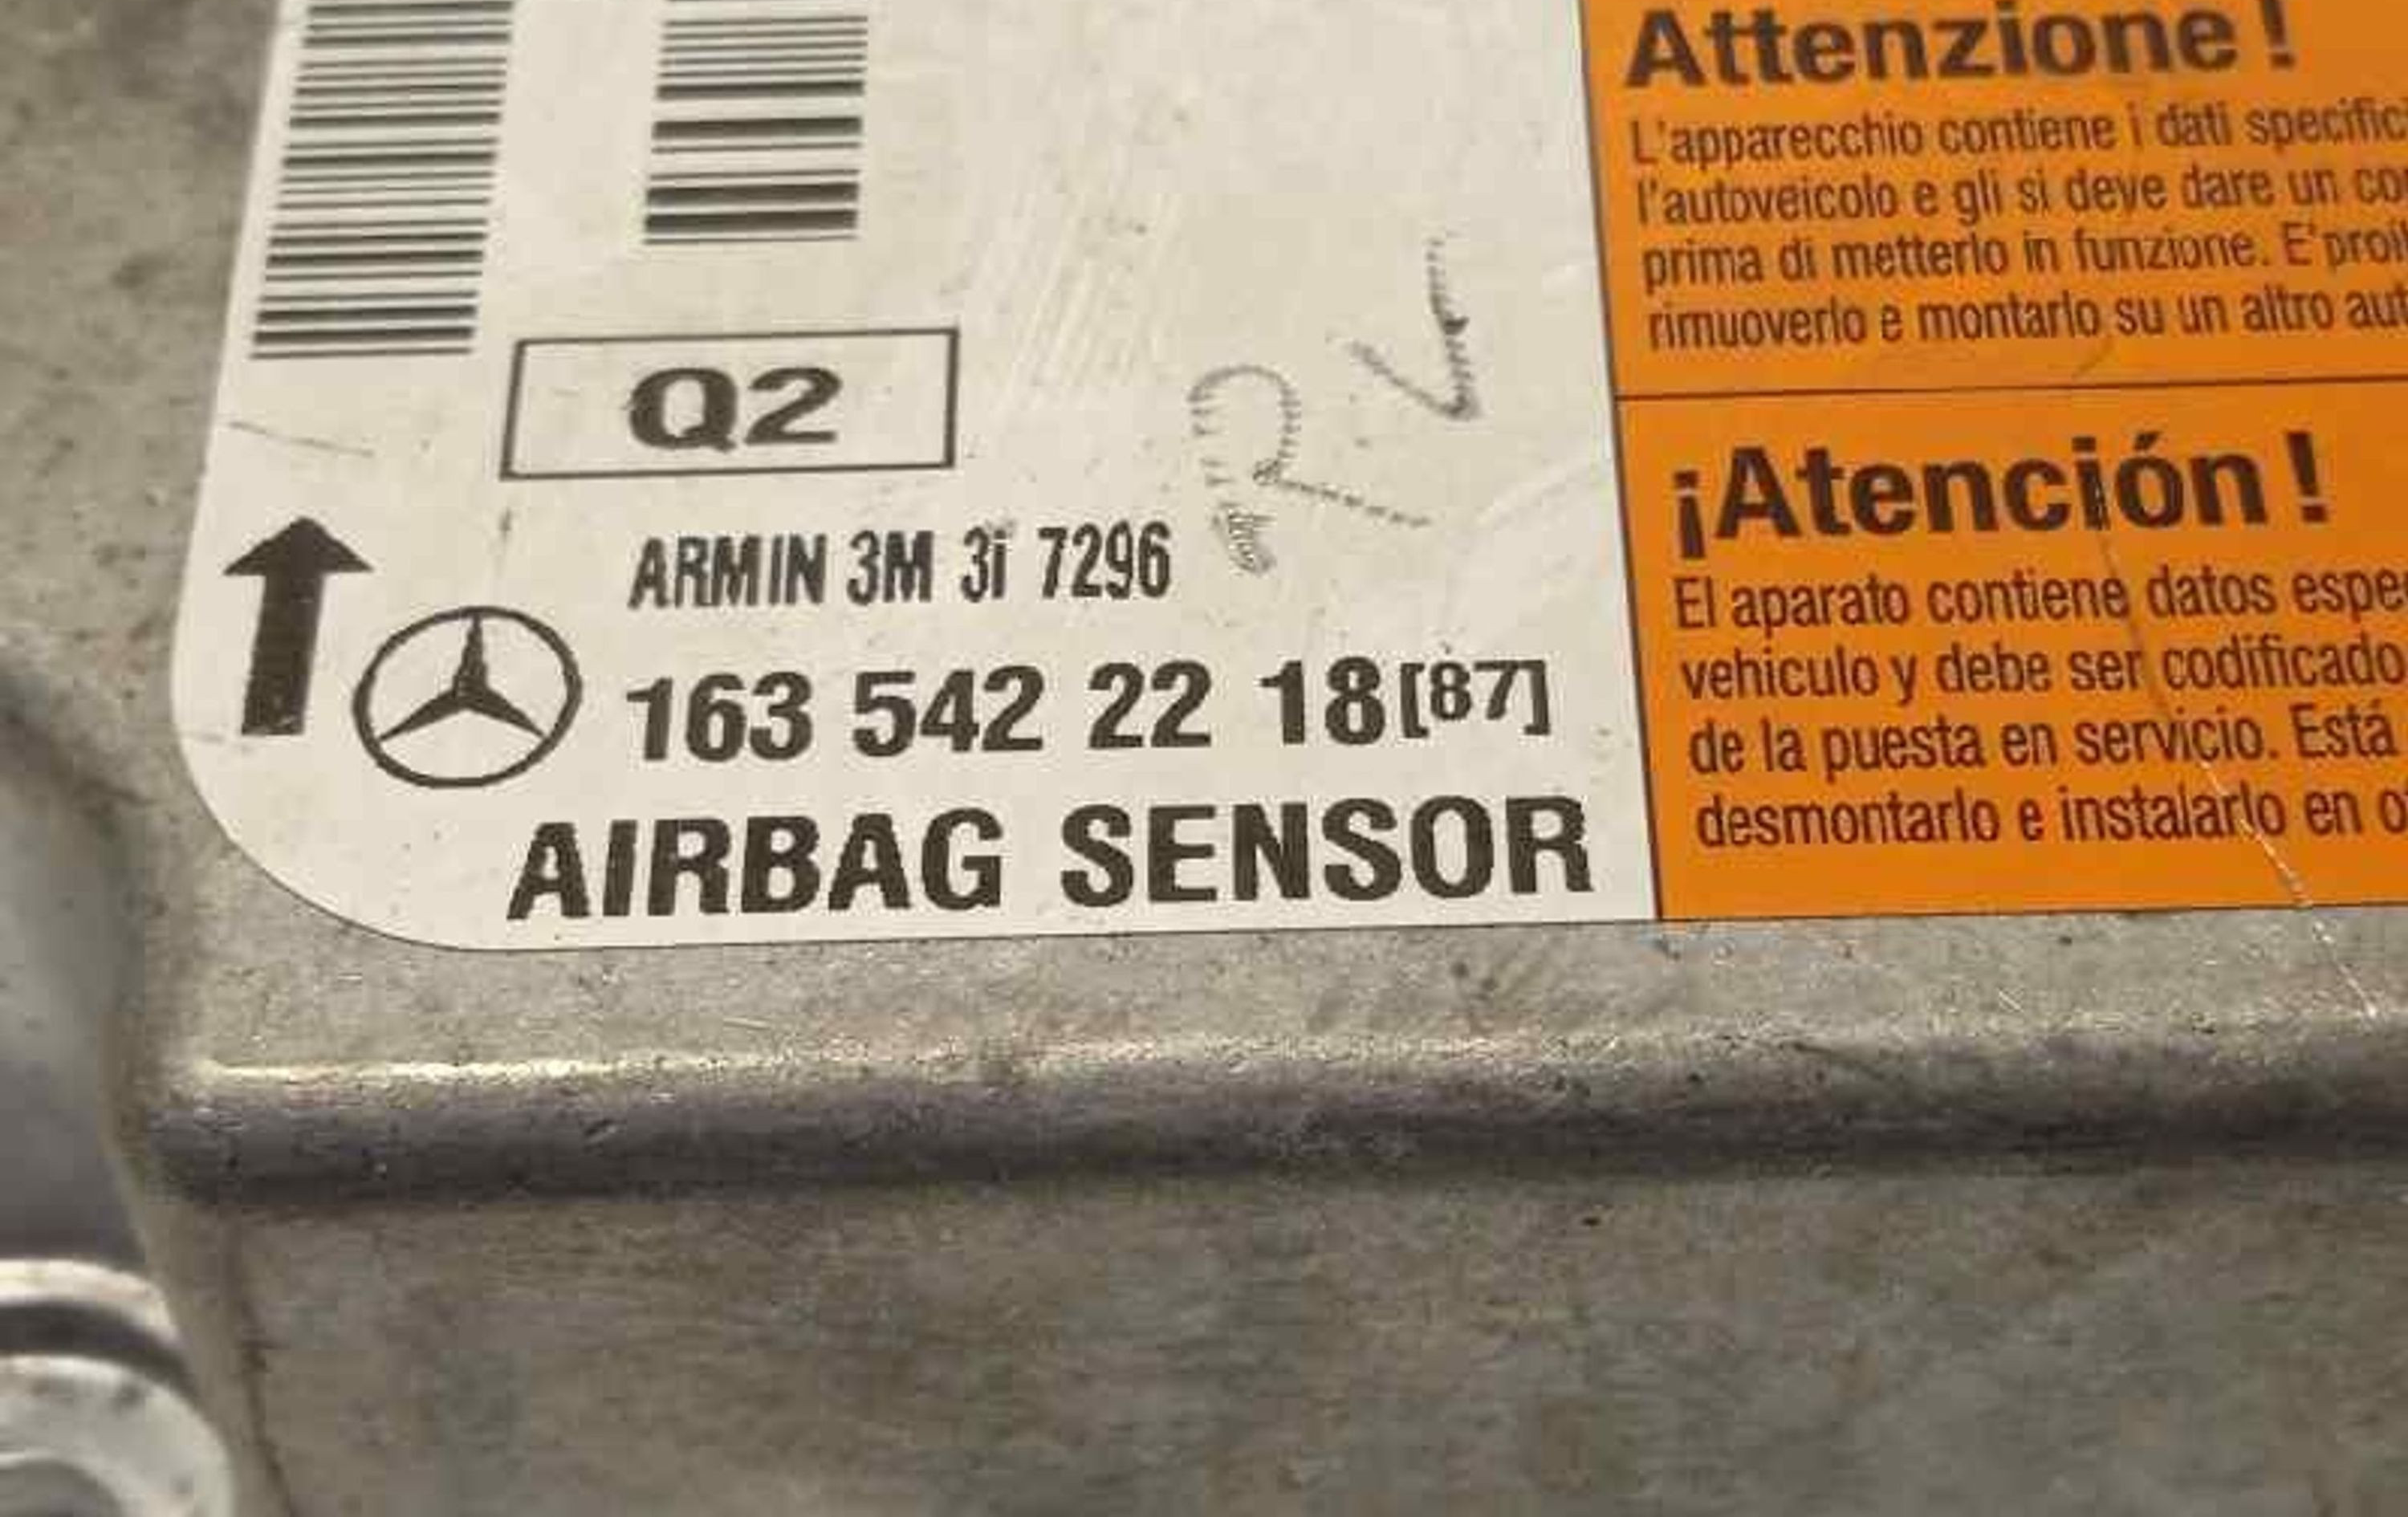 Q2
ARMIN 3M 3i 7296
163 542 22 18[87]
AIRBAG SENSOR
Attenzione!
L'apparecchio contiene i dati
l'autoveicolo e gli si deve dare un
prima di metterlo in funzione.
rimuoverlo e montarlo su un altro
¡Atención!
El aparato contiene datos
vehiculo y debe ser codificado
de la puesta en servicio. Está
desmontarlo e instalarlo en